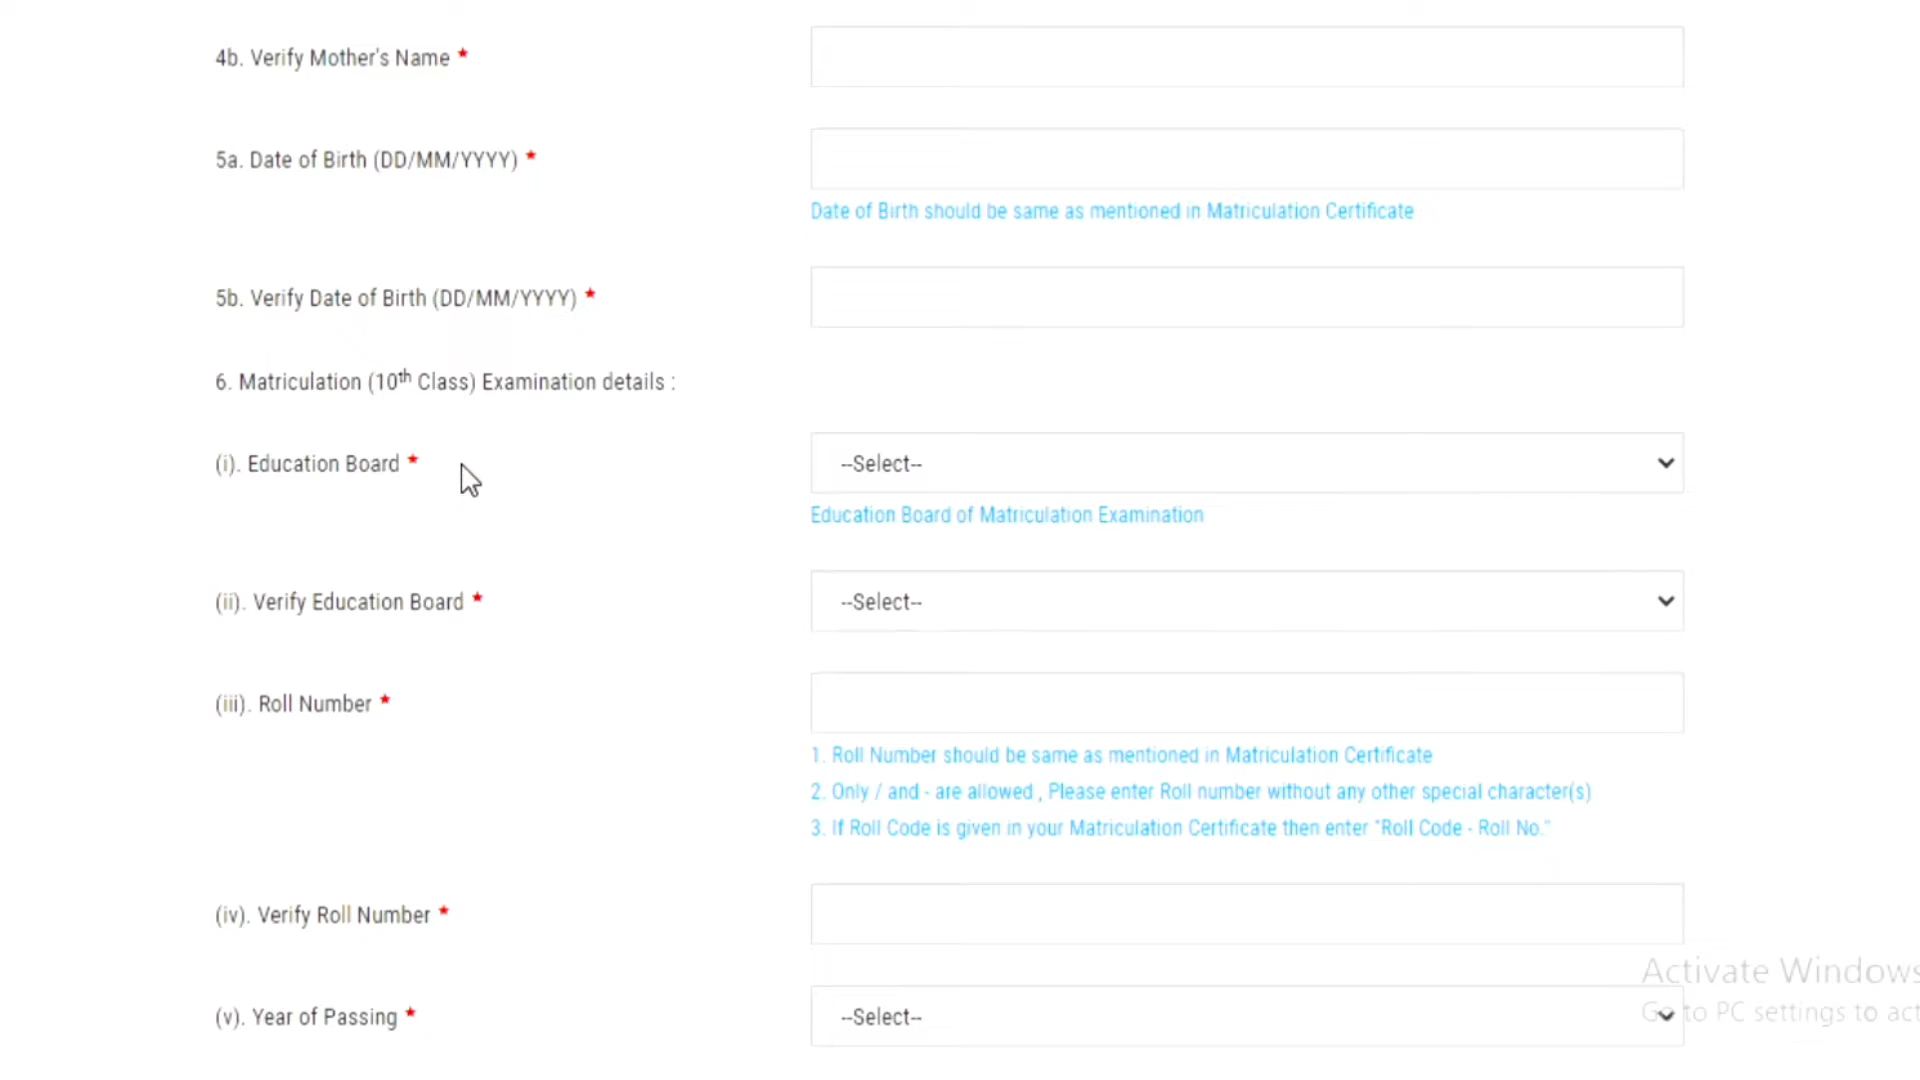 4b. Verify Mother's Name *
5a. Date of Birth (DD/MM/YYYY) *
Date of Birth should be same as mentioned in Matriculation Certificate
5b. Verify Date of Birth (DD/MM/YYYY) *
6. Matriculation (10th Class) Examination details :
(i). Education Board *
--Select--
Education Board of Matriculation Examination
(ii). Verify Education Board *
--Select--
(iii). Roll Number *
1. Roll Number should be same as mentioned in Matriculation Certificate
2. Only / and - are allowed , Please enter Roll number without any other special character(s)
3. If Roll Code is given in your Matriculation Certificate then enter "Roll Code - Roll No."
(iv). Verify Roll Number *
Activate Windows
(v). Year of Passing *
--Select--
Go to PC settings to act